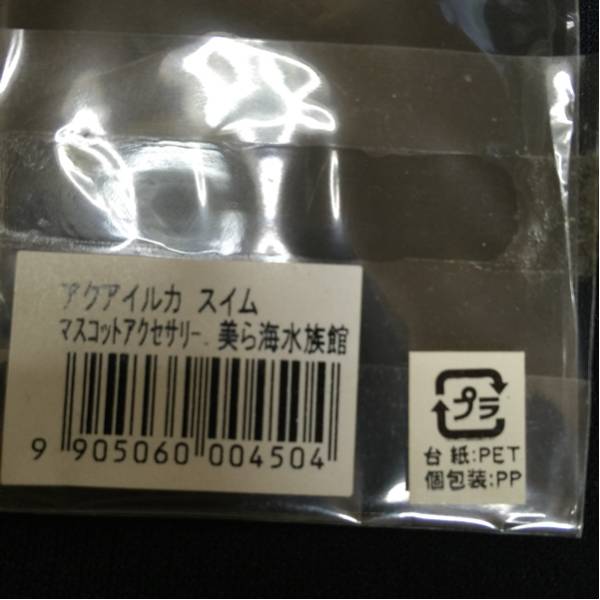 アクアイルカ スイム
マスコットアクセサリー. 美ら海水族館
9 905060 004504
プラ
台紙:PET
個包装:PP